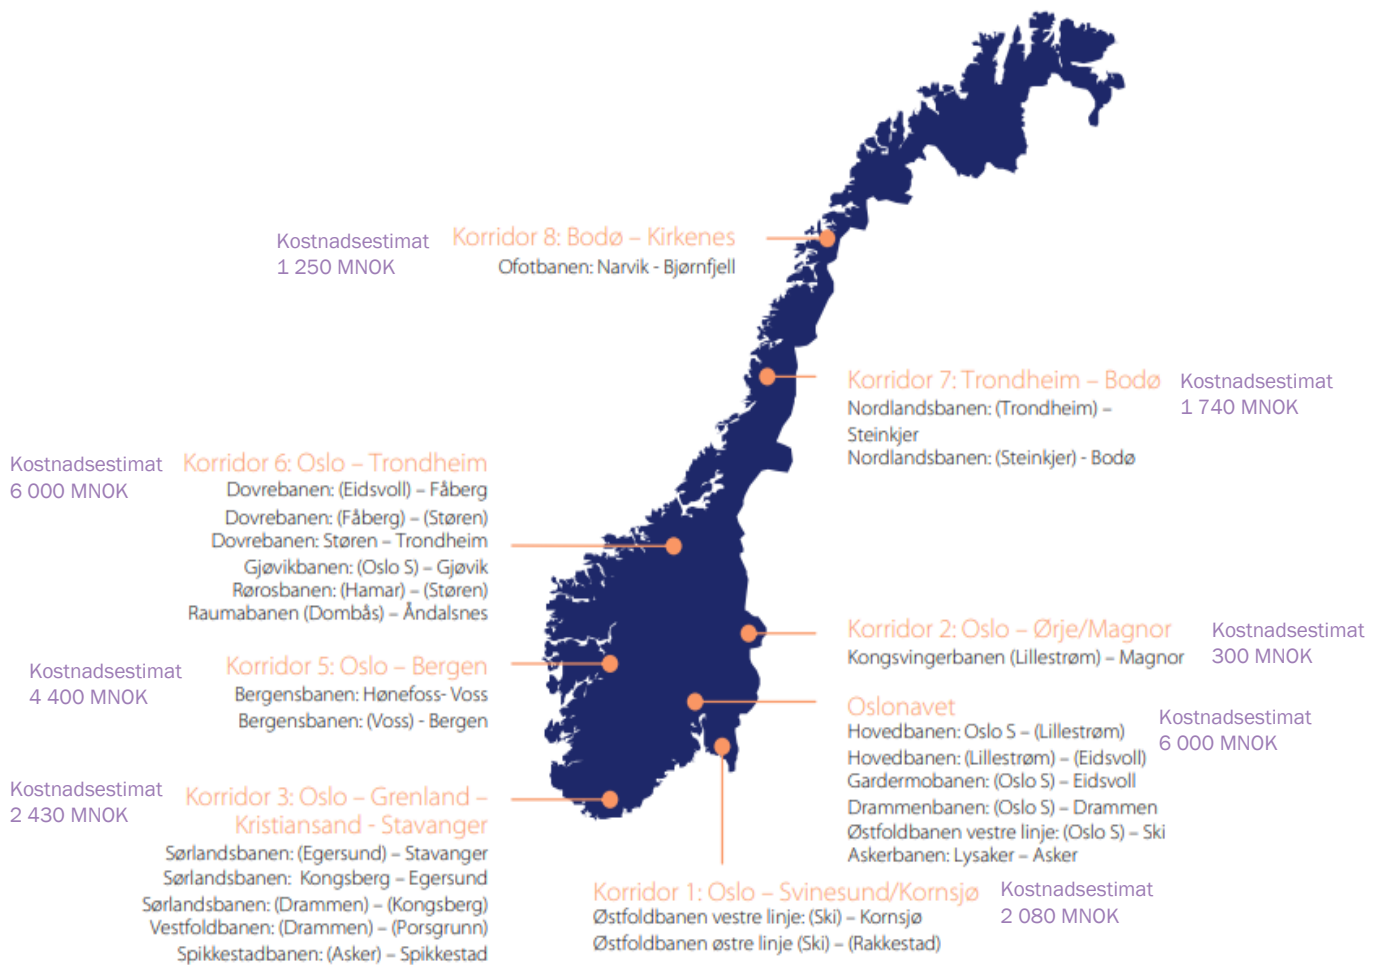 Kostnadsestimat
1 250 MNOK
Korridor 8: Bodø – Kirkenes
Ofotbanen: Narvik - Bjørnfjell
Korridor 7: Trondheim – Bodø
Nordlandsbanen: (Trondheim) –
Steinkjer
Nordlandsbanen: (Steinkjer) - Bodø
Kostnadsestimat
1 740 MNOK
Kostnadsestimat
6 000 MNOK
Korridor 6: Oslo – Trondheim
Dovrebanen: (Eidsvoll) – Fåberg
Dovrebanen: (Fåberg) – (Støren)
Dovrebanen: Støren – Trondheim
Gjøvikbanen: (Oslo S) – Gjøvik
Rørosbanen: (Hamar) – (Støren)
Raumabanen (Dombås) – Åndalsnes
Korridor 2: Oslo – Ørje/Magnor
Kongsvingerbanen (Lillestrøm) – Magnor
Kostnadsestimat
300 MNOK
Kostnadsestimat
4 400 MNOK
Korridor 5: Oslo – Bergen
Bergensbanen: Hønefoss- Voss
Bergensbanen: (Voss) - Bergen
Oslonavet
Hovedbanen: Oslo S – (Lillestrøm)
Hovedbanen: (Lillestrøm) – (Eidsvoll)
Gardermobanen: (Oslo S) – Eidsvoll
Drammenbanen: (Oslo S) – Drammen
Østfoldbanen vestre linje: (Oslo S) – Ski
Askerbanen: Lysaker – Asker
Kostnadsestimat
6 000 MNOK
Kostnadsestimat
2 430 MNOK
Korridor 3: Oslo – Grenland –
Kristiansand - Stavanger
Sørlandsbanen: (Egersund) – Stavanger
Sørlandsbanen: Kongsberg – Egersund
Sørlandsbanen: (Drammen) – (Kongsberg)
Vestfoldbanen: (Drammen) – (Porsgrunn)
Spikkestadbanen: (Asker) – Spikkestad
Korridor 1: Oslo – Svinesund/Kornsjø
Østfoldbanen vestre linje: (Ski) – Kornsjø
Østfoldbanen østre linje (Ski) – (Rakkestad)
Kostnadsestimat
2 080 MNOK